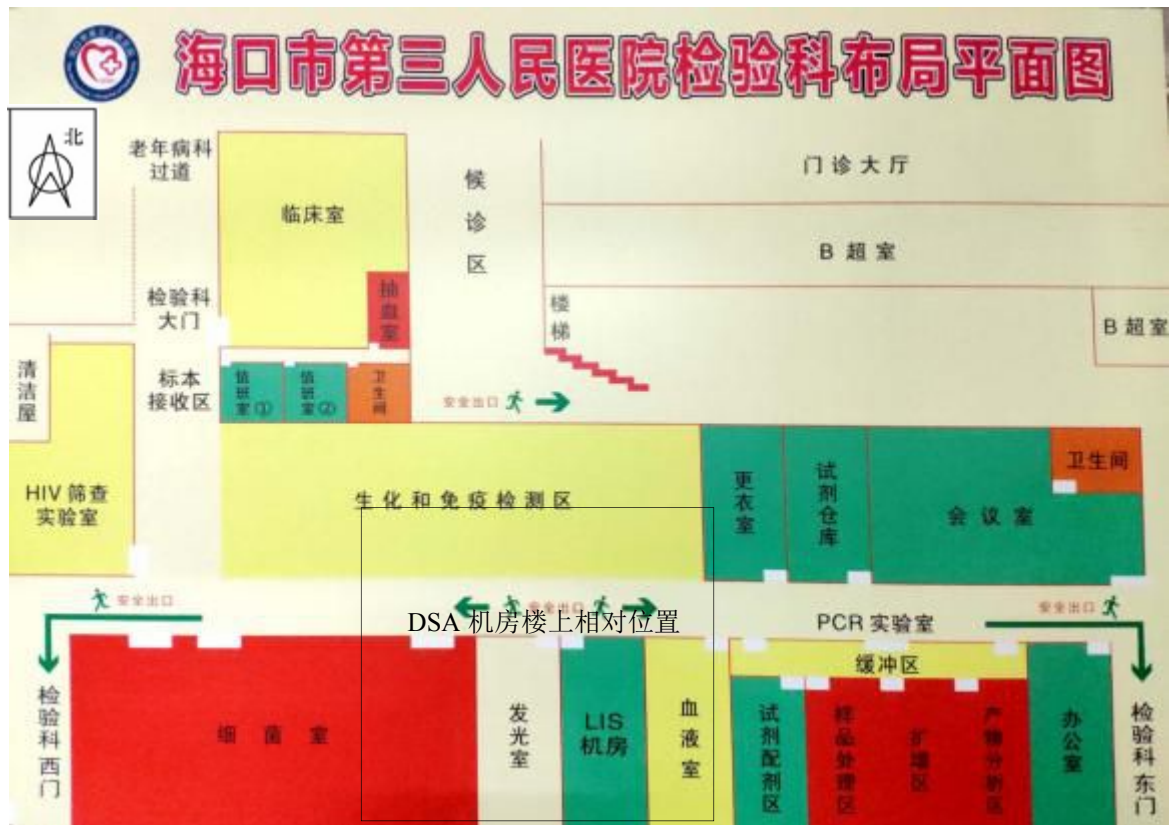 海口市第三人民医院检验科布局平面图
北
老年病科
过道
候诊区
门诊大厅
临床室
B超室
抽血室
检验科
大门
楼梯
B超室
清洁屋
标本
接收区
值班室①
值班室②
卫生间
安全出口
HIV筛查
实验室
生化和免疫检测区
更衣室
试剂仓库
会议室
卫生间
安全出口
安全出口
安全出口
DSA 机房楼上相对位置
PCR实验室
缓冲区
检验科西门
细菌室
发光室
LIS
机房
血液室
试剂配剂区
样品处理区
扩增区
产物分析区
办公室
检验科东门